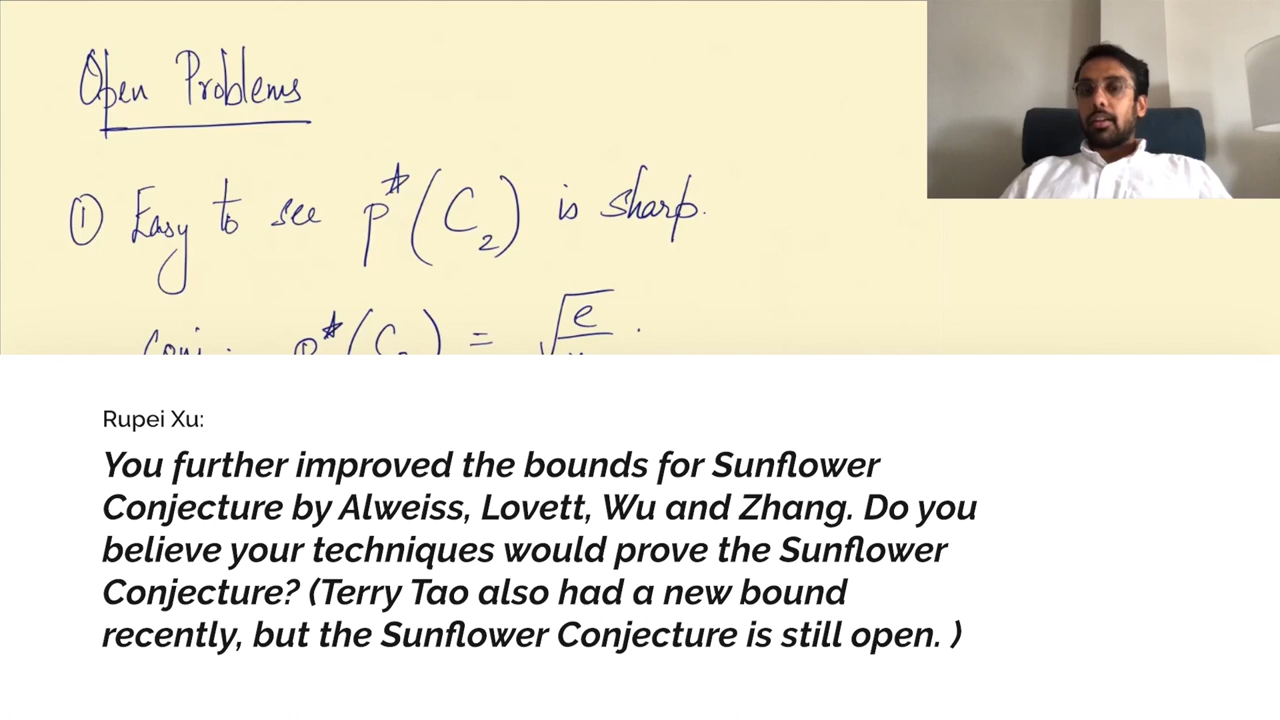 Open Problems
① Easy to see p*(C₂) is sharp.
Conj: p*(C₂) = √e
Rupei Xu:
You further improved the bounds for Sunflower
Conjecture by Alweiss, Lovett, Wu and Zhang. Do you
believe your techniques would prove the Sunflower
Conjecture? (Terry Tao also had a new bound
recently, but the Sunflower Conjecture is still open. )